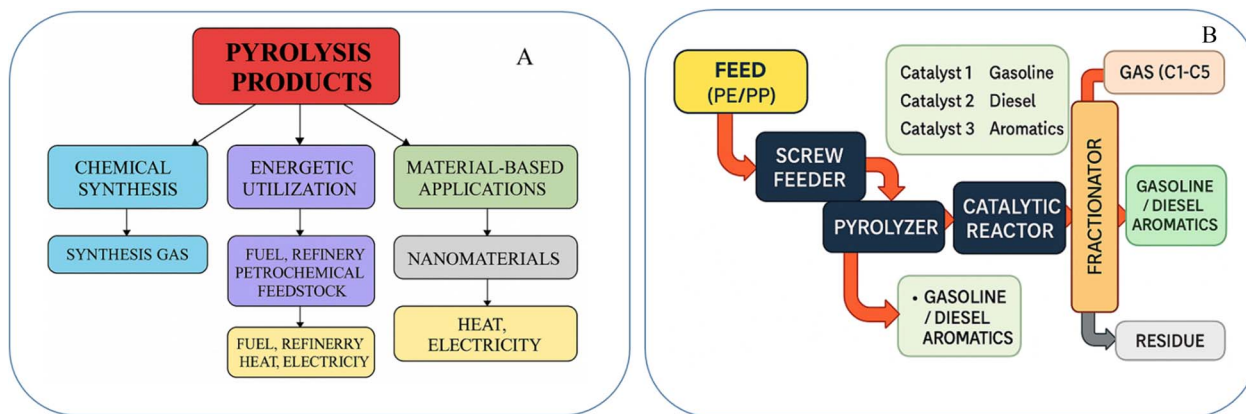 A
PYROLYSIS
PRODUCTS
CHEMICAL
SYNTHESIS
ENERGETIC
UTILIZATION
MATERIAL-BASED
APPLICATIONS
SYNTHESIS GAS
FUEL, REFINERY
PETROCHEMICAL
FEEDSTOCK
NANOMATERIALS
FUEL, REFINERRY
HEAT, ELECTRICIY
HEAT,
ELECTRICITY
B
FEED
(PE/PP)
Catalyst 1 Gasoline
Catalyst 2 Diesel
Catalyst 3 Aromatics
GAS (C1-C5
SCREW
FEEDER
PYROLYZER
CATALYTIC
REACTOR
FRACTIONATOR
GASOLINE
/ DIESEL
AROMATICS
• GASOLINE
/ DIESEL
AROMATICS
RESIDUE